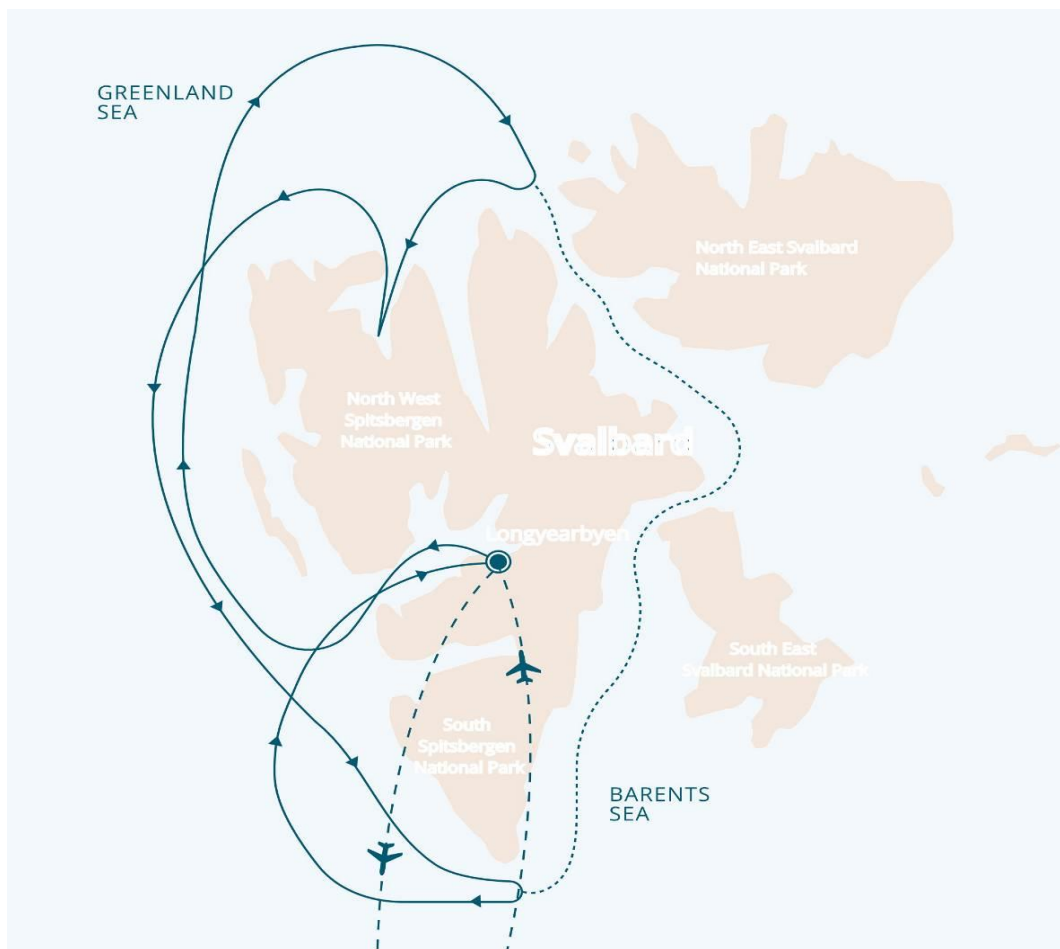 GREENLAND
SEA
North East Svalbard
National Park
North West
Spitsbergen
National Park
Svalbard
Longyearbyen
South East
Svalbard National Park
South
Spitsbergen
National Park
BARENTS
SEA